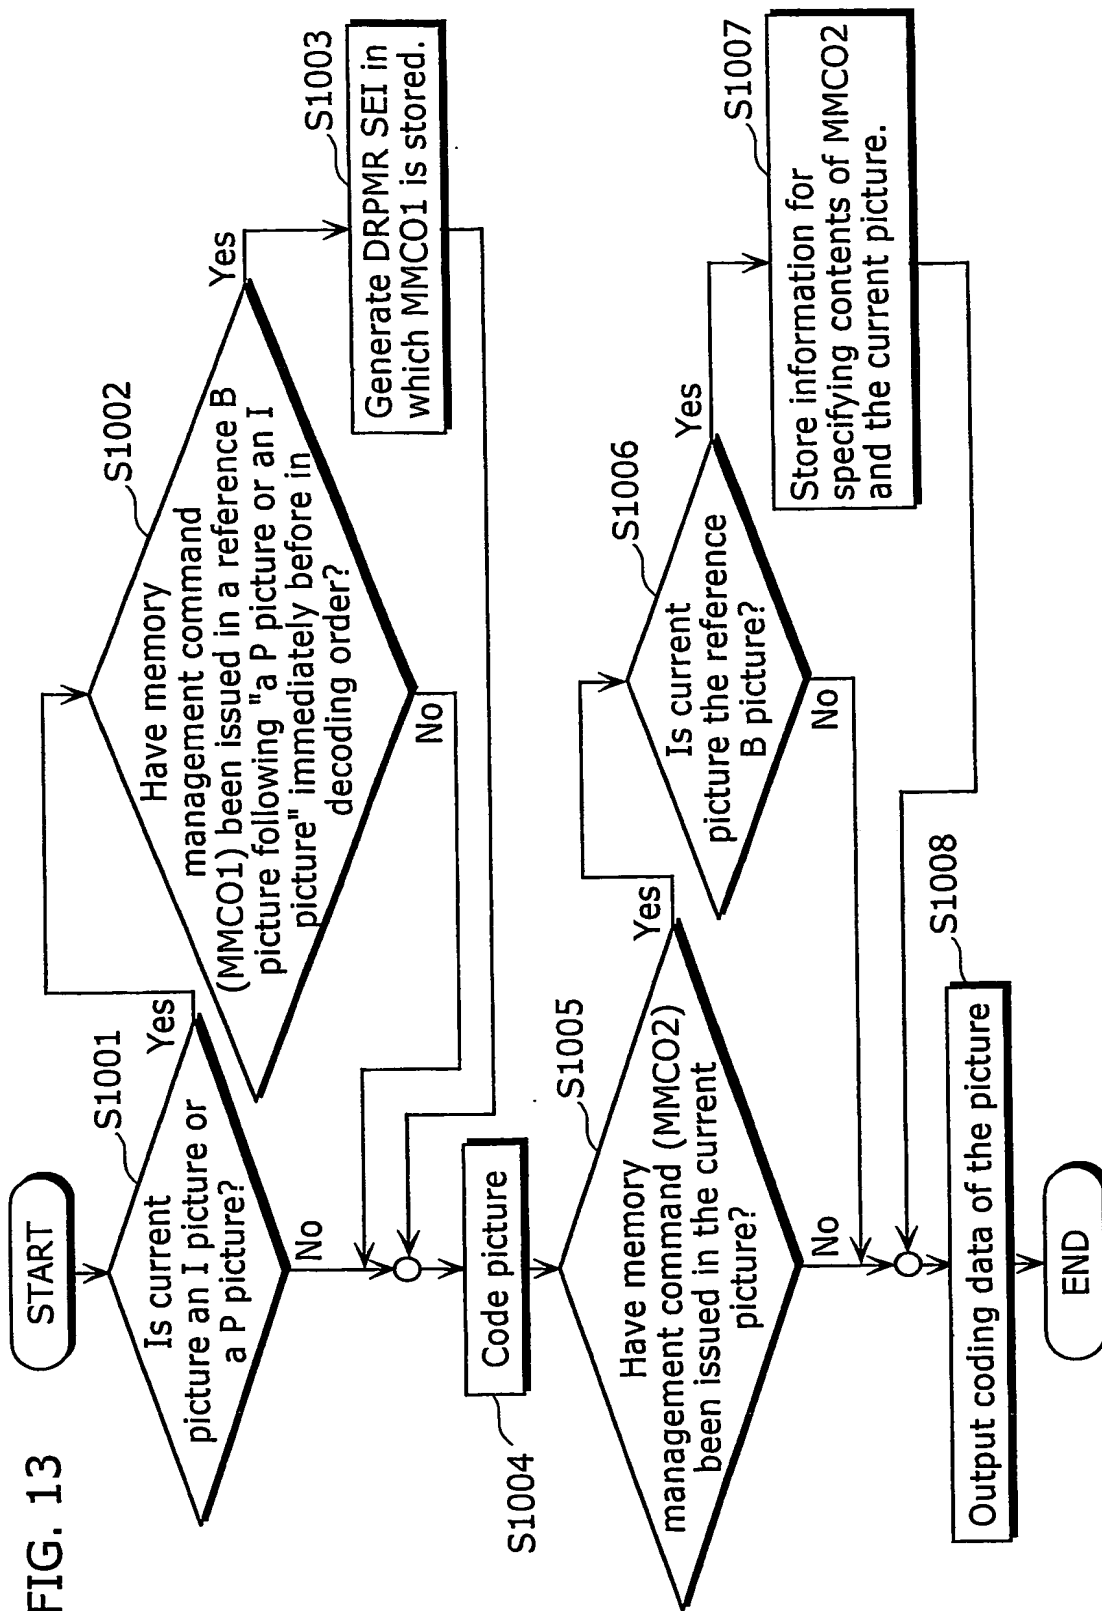 FIG. 13
START
S1001
Is current
picture an I picture or
a P picture?
Yes
No
S1002
Have memory
management command
(MMCO1) been issued in a reference B
picture following "a P picture or an I
picture" immediately before in
decoding order?
Yes
No
S1003
Generate DRPMR SEI in
which MMCO1 is stored.
S1004
Code picture
S1005
Have memory
management command (MMCO2)
been issued in the current
picture?
Yes
No
S1006
Is current
picture the reference
B picture?
Yes
No
S1007
Store information for
specifying contents of MMCO2
and the current picture.
S1008
Output coding data of the picture
END